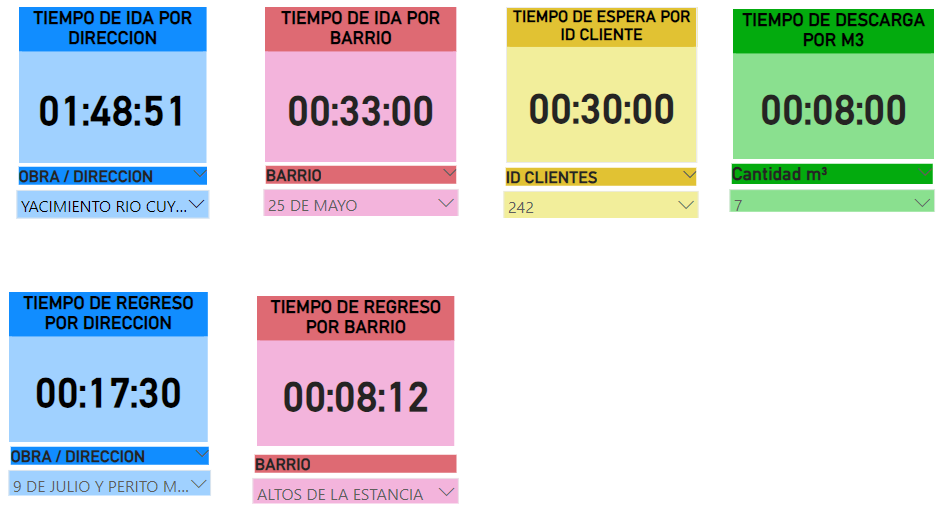 TIEMPO DE IDA POR
DIRECCION
01:48:51
OBRA / DIRECCION
YACIMIENTO RIO CUY...
TIEMPO DE IDA POR
BARRIO
00:33:00
BARRIO
25 DE MAYO
TIEMPO DE ESPERA POR
ID CLIENTE
00:30:00
ID CLIENTES
242
TIEMPO DE DESCARGA
POR M3
00:08:00
Cantidad m³
7
TIEMPO DE REGRESO
POR DIRECCION
00:17:30
OBRA / DIRECCION
9 DE JULIO Y PERITO M...
TIEMPO DE REGRESO
POR BARRIO
00:08:12
BARRIO
ALTOS DE LA ESTANCIA